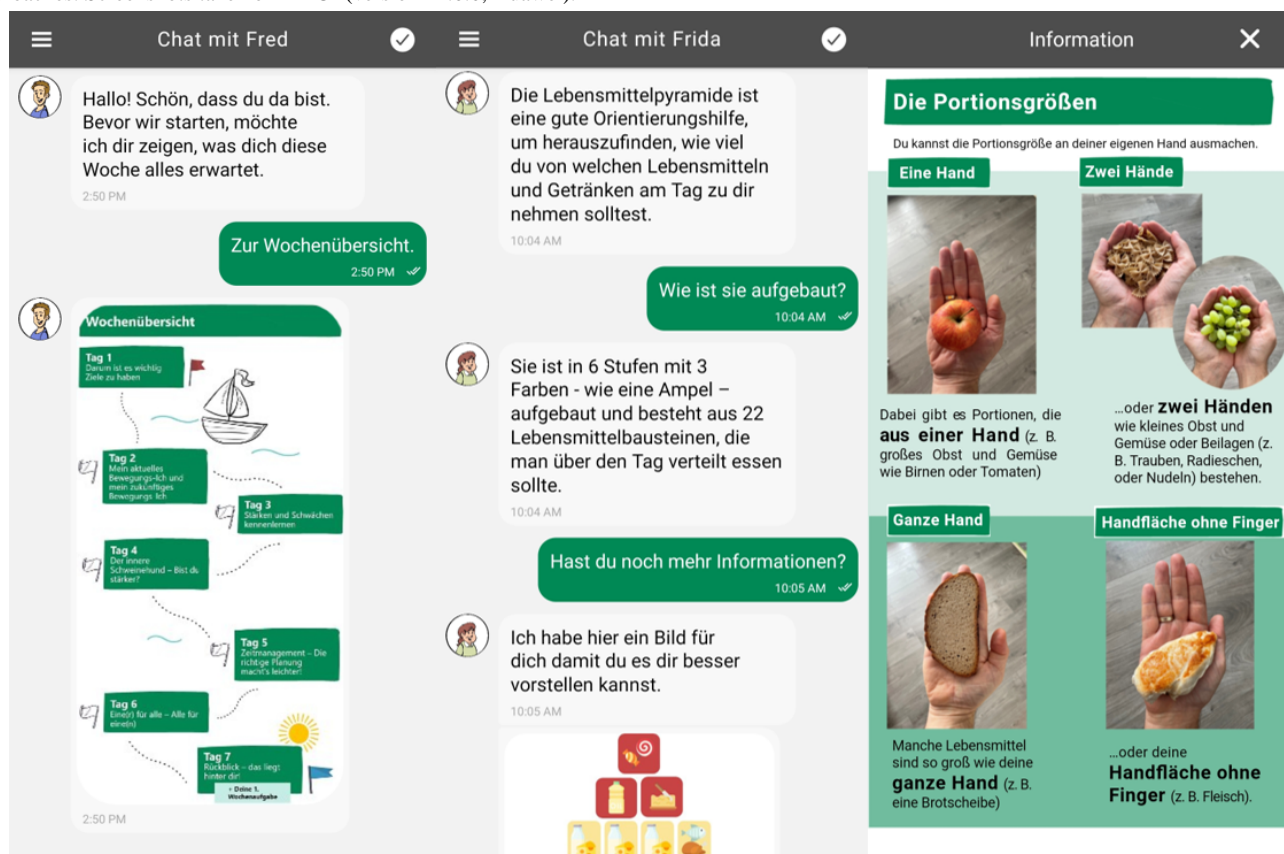 Chat mit Fred
Hallo! Schön, dass du da bist.
Bevor wir starten, möchte
ich dir zeigen, was dich diese
Woche alles erwartet.
2:50 PM
Zur Wochenübersicht.
2:50 PM
Wochenübersicht
Tag 1
Darum ist es wichtig
Ziele zu haben
Tag 2
Mein aktuelles
Bewegungs-Ich und
mein zukünftiges
Bewegungs Ich
Tag 3
Stärken und Schwächen
kennenlernen
Tag 4
Der innere
Schweinehund – Bist du
stärker?
Tag 5
Zeitmanagement – Die
richtige Planung
macht's leichter!
Tag 6
Eine(r) für alle – Alle für
eine(n)
Tag 7
Rückblick – das liegt
hinter dir!
+ Deine 1.
Wochenaufgabe
2:50 PM
Chat mit Frida
Die Lebensmittelpyramide ist
eine gute Orientierungshilfe,
um herauszufinden, wie viel
du von welchen Lebensmitteln
und Getränken am Tag zu dir
nehmen solltest.
10:04 AM
Wie ist sie aufgebaut?
10:04 AM
Sie ist in 6 Stufen mit 3
Farben - wie eine Ampel –
aufgebaut und besteht aus 22
Lebensmittelbausteinen, die
man über den Tag verteilt essen
sollte.
10:04 AM
Hast du noch mehr Informationen?
10:05 AM
Ich habe hier ein Bild für
dich damit du es dir besser
vorstellen kannst.
10:05 AM
Information
Die Portionsgrößen
Du kannst die Portionsgröße an deiner eigenen Hand ausmachen.
Eine Hand
Dabei gibt es Portionen, die
aus einer Hand (z. B.
großes Obst und Gemüse
wie Birnen oder Tomaten)
Zwei Hände
...oder zwei Händen
wie kleines Obst und
Gemüse oder Beilagen (z.
B. Trauben, Radieschen,
oder Nudeln) bestehen.
Ganze Hand
Manche Lebensmittel
sind so groß wie deine
ganze Hand (z. B.
eine Brotscheibe)
Handfläche ohne Finger
...oder deine
Handfläche ohne
Finger (z. B. Fleisch).